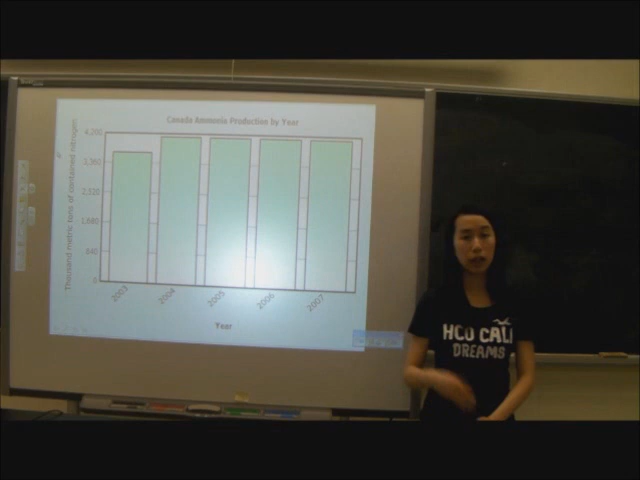 Canada Ammonia Production by Year
Thousand metric tons of contained nitrogen
4,200
3,360
2,520
1,680
840
0
2003
2004
2005
2006
2007
Year
HCO CALI
DREAMS